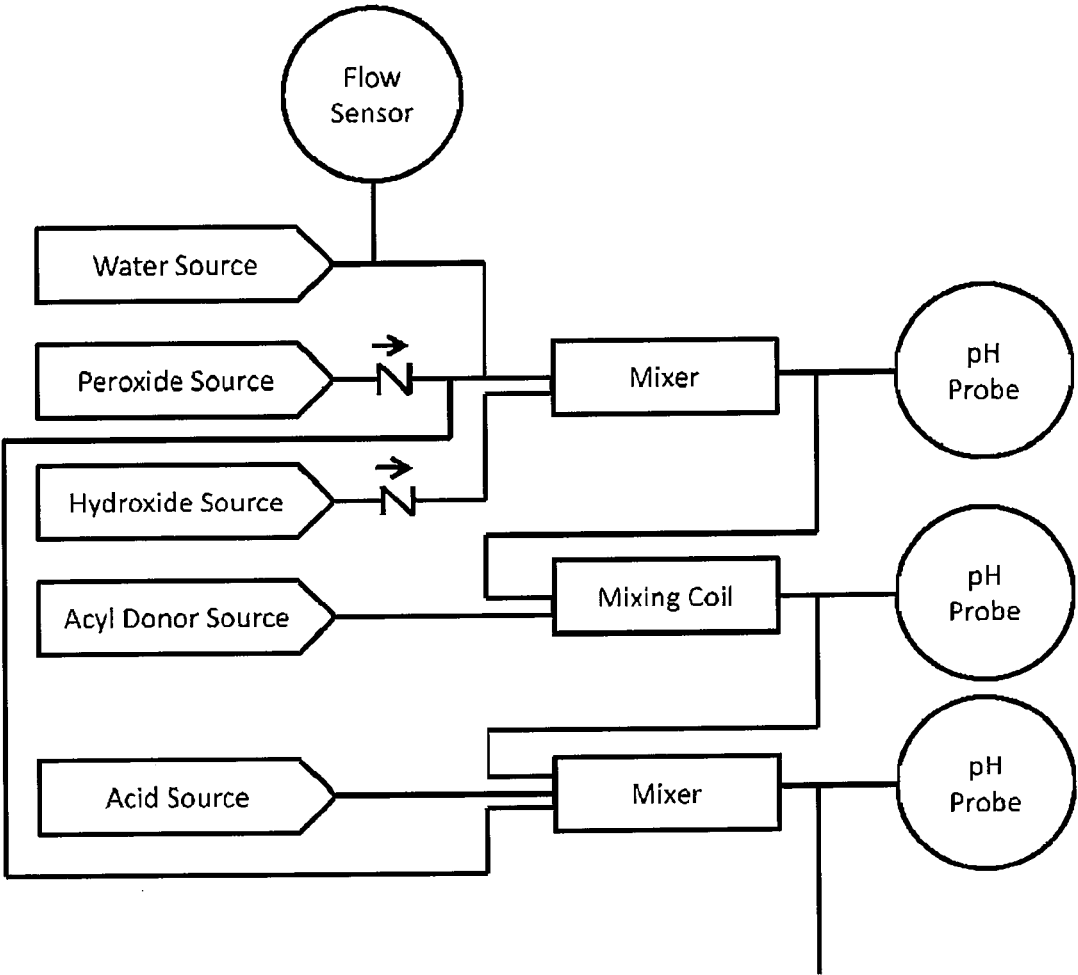 Flow
Sensor
Water Source
Peroxide Source
Mixer
pH
Probe
Hydroxide Source
Acyl Donor Source
Mixing Coil
pH
Probe
Acid Source
Mixer
pH
Probe